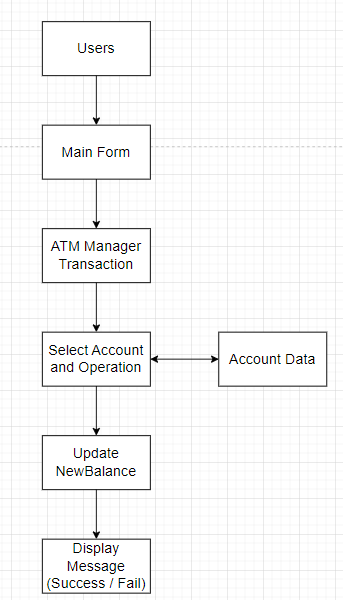 Users
Main Form
ATM Manager
Transaction
Select Account
and Operation
Account Data
Update
NewBalance
Display
Message
(Success / Fail)